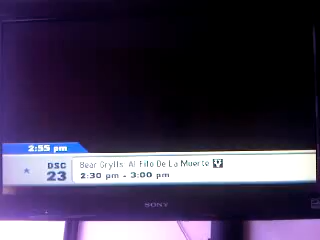 2:55 pm
DSC
23
Bear Grylls: Al Filo De La Muerte
2:30 pm - 3:00 pm
SONY